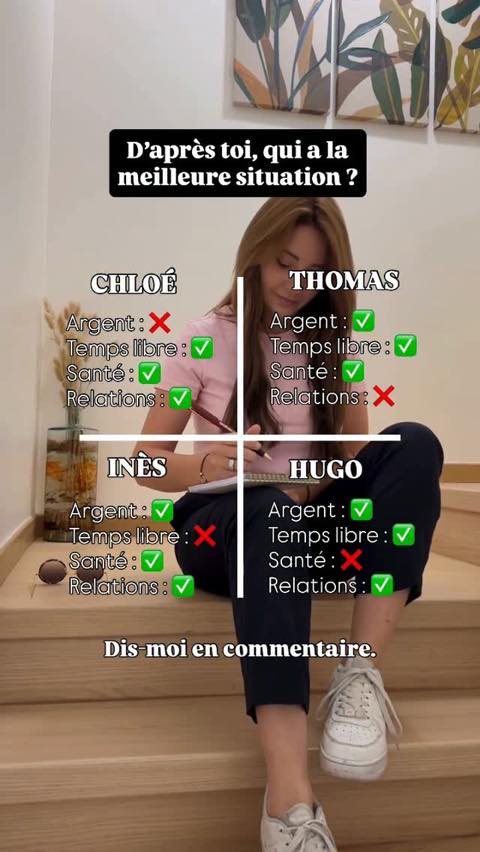 D'après toi, qui a la
meilleure situation ?
CHLOÉ
Argent : ❌
Temps libre : ✅
Santé : ✅
Relations : ✅
THOMAS
Argent : ✅
Temps libre : ✅
Santé : ✅
Relations : ❌
INÈS
Argent : ✅
Temps libre : ❌
Santé : ✅
Relations : ✅
HUGO
Argent : ✅
Temps libre : ✅
Santé : ❌
Relations : ✅
Dis-moi en commentaire.